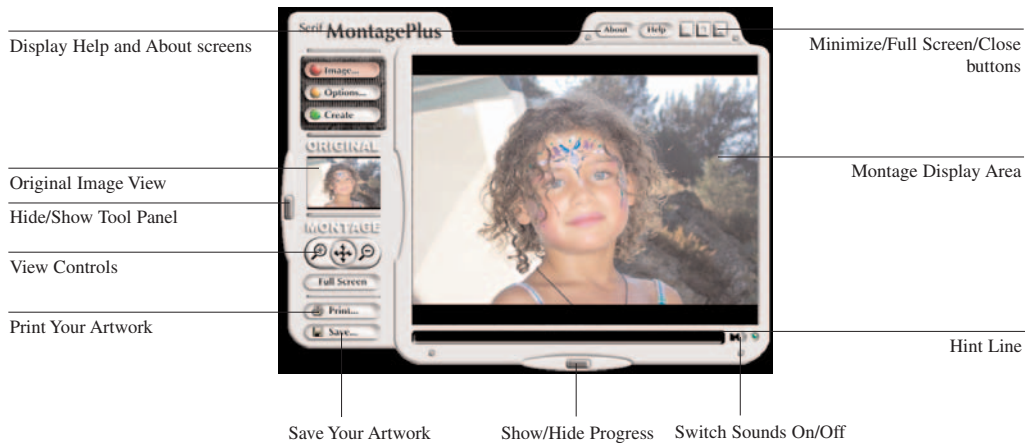 Serif MontagePlus
About
Help
Display Help and About screens
Minimize/Full Screen/Close
buttons
Image...
Options...
Create
ORIGINAL
Original Image View
Montage Display Area
Hide/Show Tool Panel
MONTAGE
View Controls
Full Screen
Print Your Artwork
Print...
Save...
Hint Line
Save Your Artwork
Show/Hide Progress
Switch Sounds On/Off